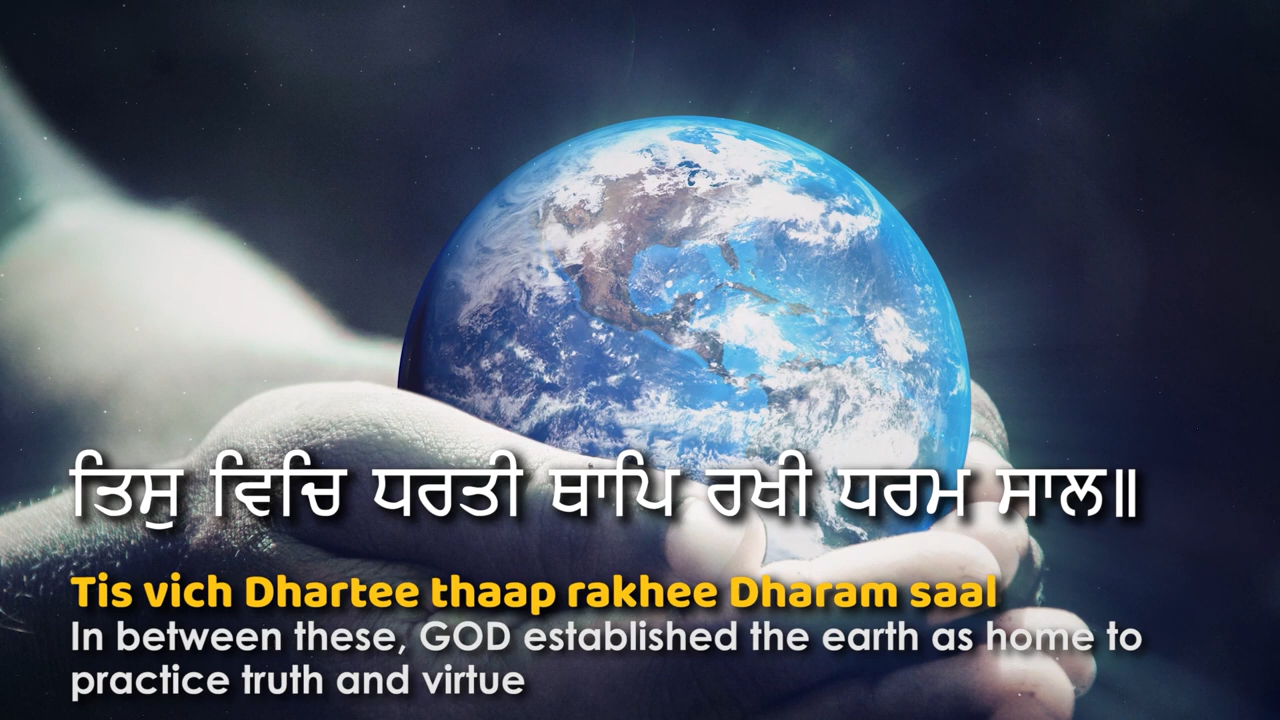 ਤਿਸੁ ਵਿਚਿ ਧਰਤੀ ਥਾਪਿ ਰਖੀ ਧਰਮ ਸਾਲ॥
Tis vich Dhartee thaap rakhee Dharam saal
In between these, GOD established the earth as home to
practice truth and virtue